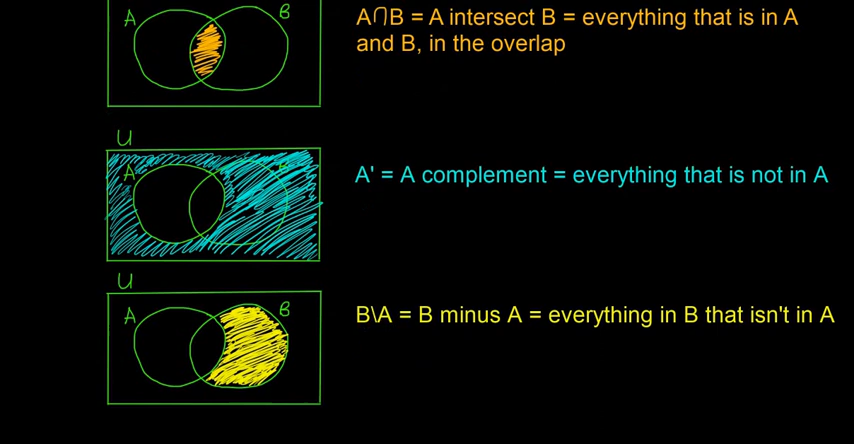 A
B
A∩B = A intersect B = everything that is in A
and B, in the overlap
U
A
A' = A complement = everything that is not in A
U
A
B
B\A = B minus A = everything in B that isn't in A